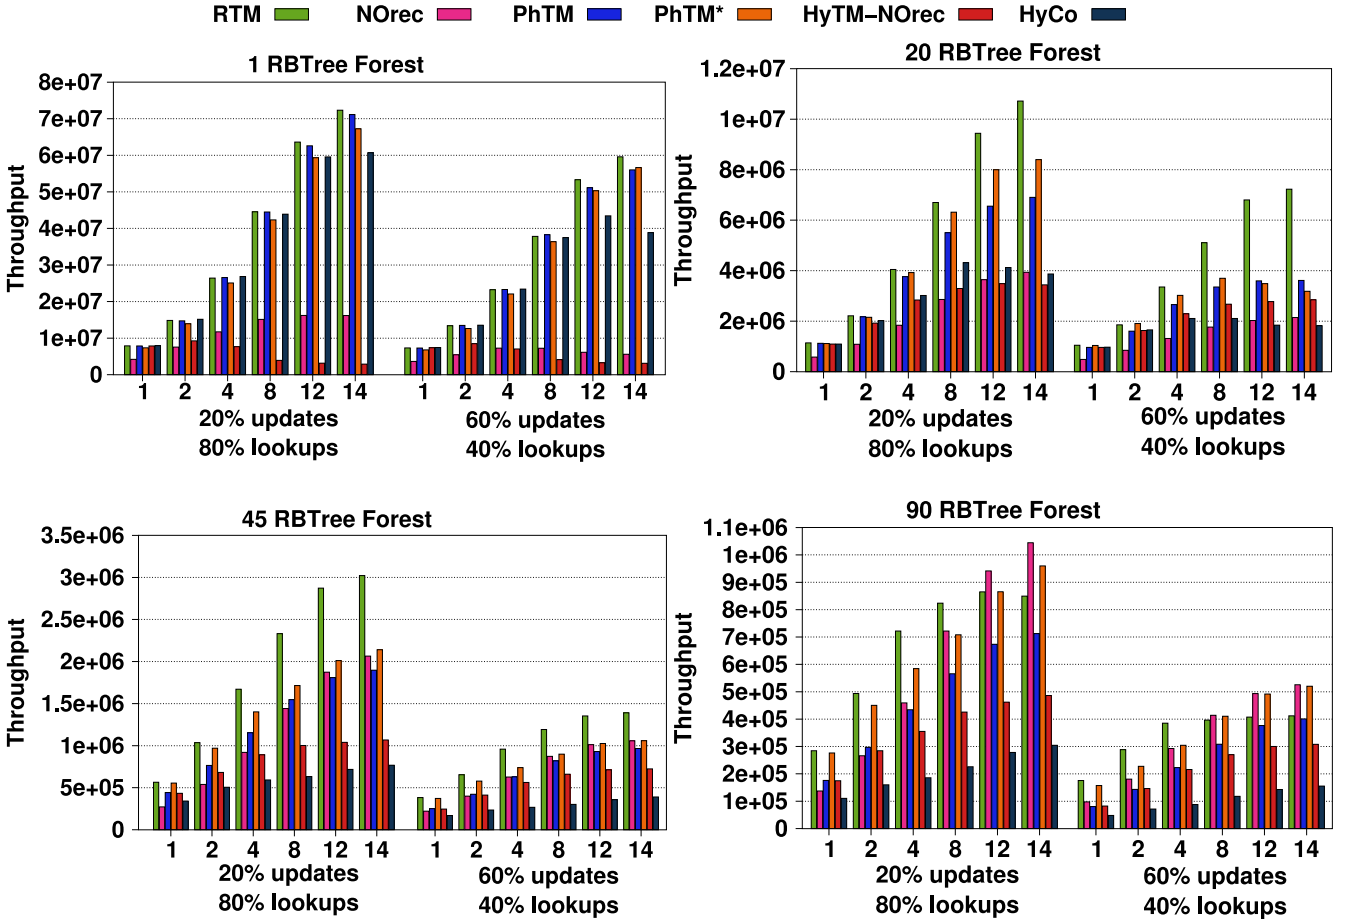 RTM NOrec PhTM PhTM* HyTM–NOrec HyCo
1 RBTree Forest
Throughput
8e+07
7e+07
6e+07
5e+07
4e+07
3e+07
2e+07
1e+07
0
1 2 4 8 12 14 1 2 4 8 12 14
20% updates 60% updates
80% lookups 40% lookups
20 RBTree Forest
Throughput
1.2e+07
1e+07
8e+06
6e+06
4e+06
2e+06
0
1 2 4 8 12 14 1 2 4 8 12 14
20% updates 60% updates
80% lookups 40% lookups
45 RBTree Forest
Throughput
3.5e+06
3e+06
2.5e+06
2e+06
1.5e+06
1e+06
5e+05
0
1 2 4 8 12 14 1 2 4 8 12 14
20% updates 60% updates
80% lookups 40% lookups
90 RBTree Forest
Throughput
1.1e+06
1e+06
9e+05
8e+05
7e+05
6e+05
5e+05
4e+05
3e+05
2e+05
1e+05
0
1 2 4 8 12 14 1 2 4 8 12 14
20% updates 60% updates
80% lookups 40% lookups